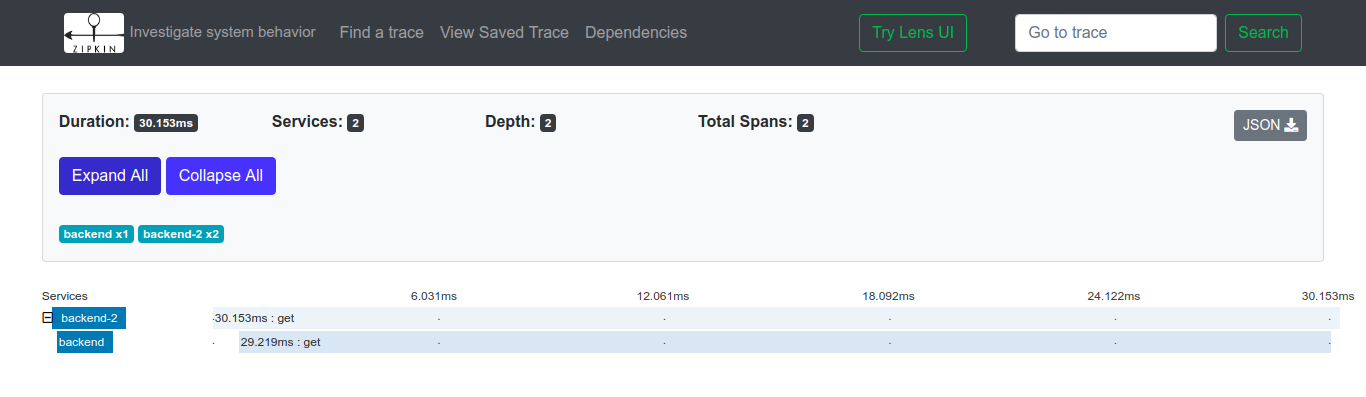 ZIPKIN Investigate system behavior Find a trace View Saved Trace Dependencies Try Lens UI Go to trace Search
Duration: 30.153ms Services: 2 Depth: 2 Total Spans: 2 JSON
Expand All Collapse All
backend x1 backend-2 x2
Services 6.031ms 12.061ms 18.092ms 24.122ms 30.153ms
backend-2 30.153ms : get
backend 29.219ms : get